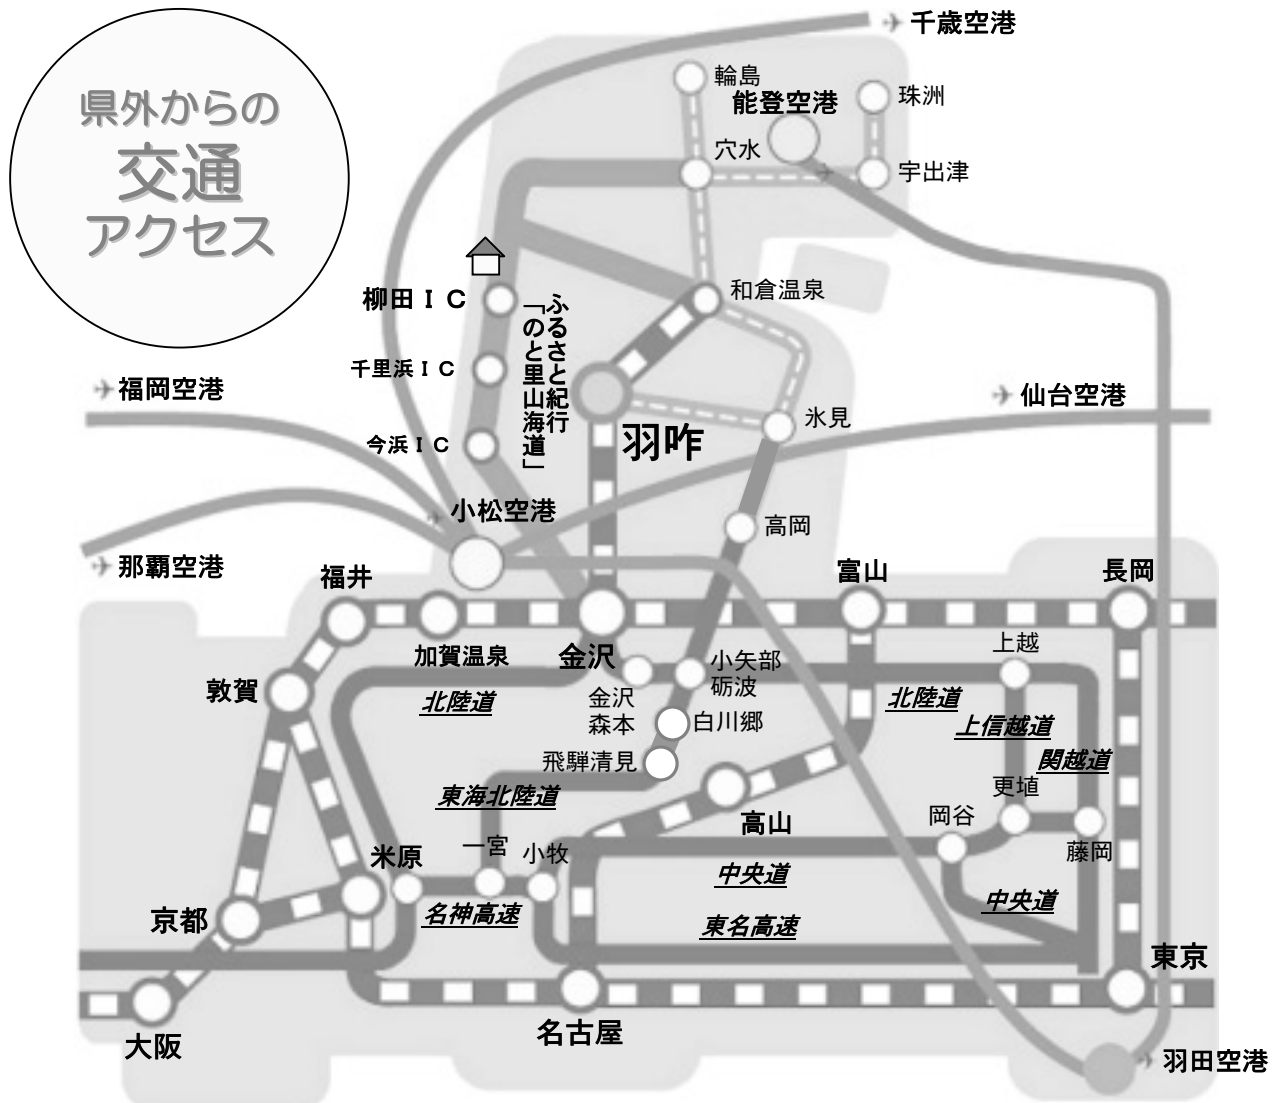 県外からの
交通
アクセス
千歳空港
輪島
能登空港
珠洲
穴水
宇出津
和倉温泉
柳田ＩＣ
ふるさと紀行
「のと里山海道」
千里浜ＩＣ
福岡空港
仙台空港
氷見
今浜ＩＣ
羽咋
小松空港
高岡
那覇空港
福井
富山
長岡
加賀温泉
金沢
上越
小矢部
砺波
敦賀
北陸道
金沢
森本
北陸道
白川郷
上信越道
飛騨清見
関越道
東海北陸道
更埴
高山
岡谷
一宮
小牧
米原
藤岡
中央道
中央道
京都
名神高速
東名高速
東京
名古屋
大阪
羽田空港